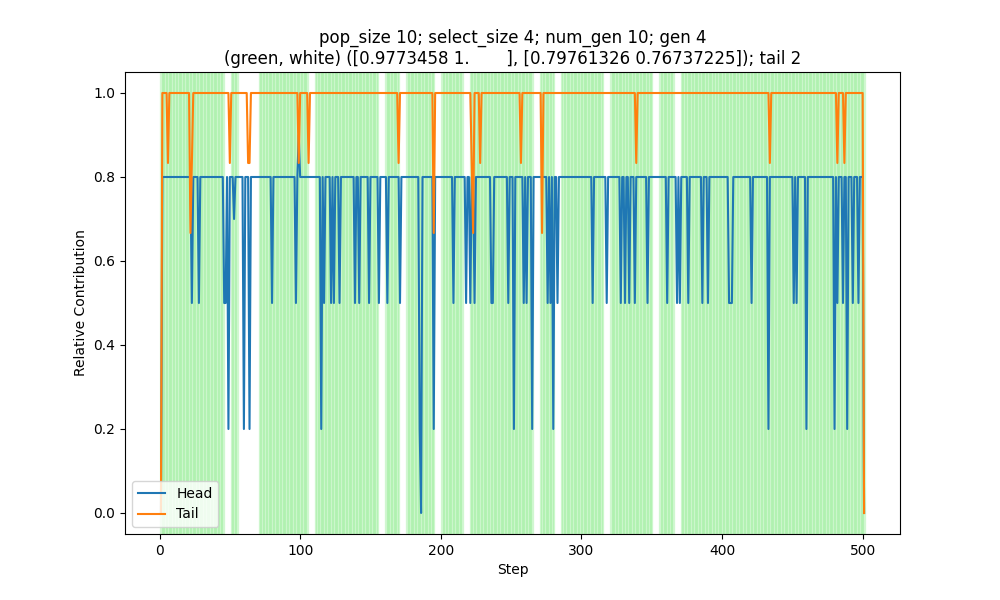 pop_size 10; select_size 4; num_gen 10; gen 4
(green, white) ([0.9773458 1.        ], [0.79761326 0.76737225]); tail 2
1.0
0.8
0.6
0.4
0.2
0.0
Relative Contribution
Head
Tail
0 100 200 300 400 500
Step